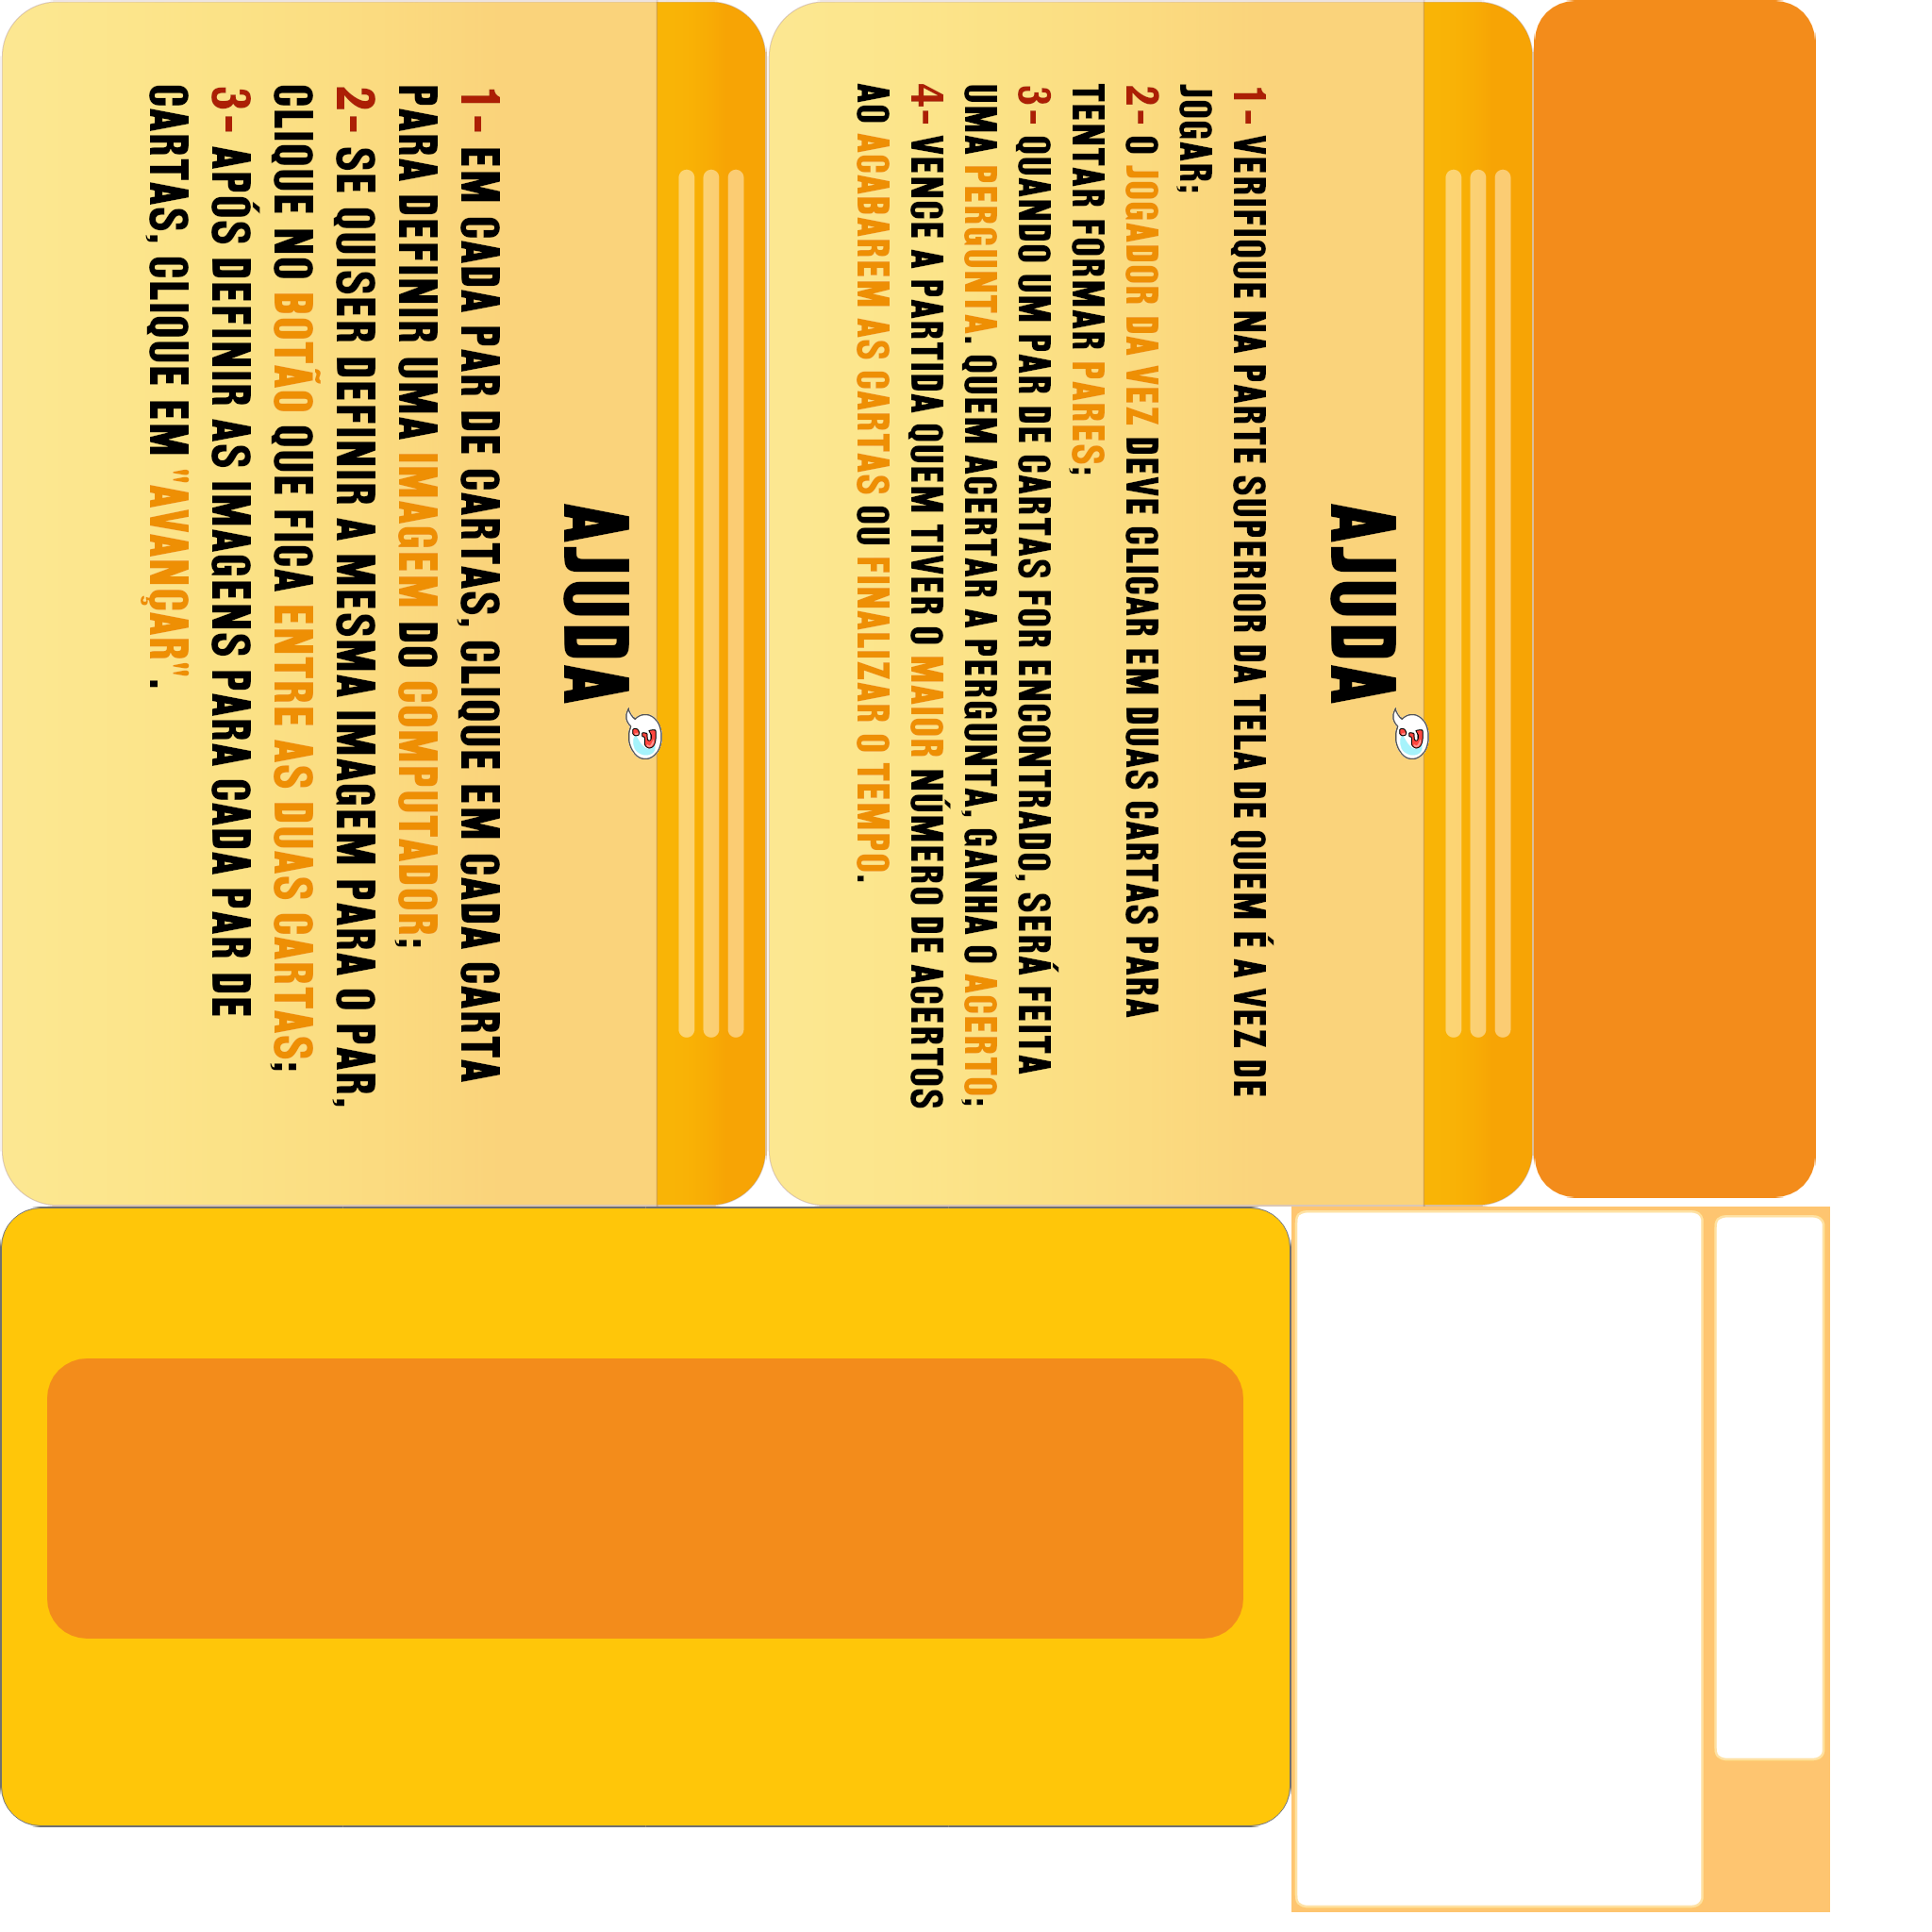 AJUDA
1- EM CADA PAR DE CARTAS, CLIQUE EM CADA CARTA
PARA DEFINIR UMA IMAGEM DO COMPUTADOR;
2- SE QUISER DEFINIR A MESMA IMAGEM PARA O PAR,
CLIQUE NO BOTÃO QUE FICA ENTRE AS DUAS CARTAS;
3- APÓS DEFINIR AS IMAGENS PARA CADA PAR DE
CARTAS, CLIQUE EM "AVANÇAR".
AJUDA
1- VERIFIQUE NA PARTE SUPERIOR DA TELA DE QUEM É A VEZ DE
JOGAR;
2- O JOGADOR DA VEZ DEVE CLICAR EM DUAS CARTAS PARA
TENTAR FORMAR PARES;
3- QUANDO UM PAR DE CARTAS FOR ENCONTRADO, SERÁ FEITA
UMA PERGUNTA. QUEM ACERTAR A PERGUNTA, GANHA O ACERTO;
4- VENCE A PARTIDA QUEM TIVER O MAIOR NÚMERO DE ACERTOS
AO ACABAREM AS CARTAS OU FINALIZAR O TEMPO.